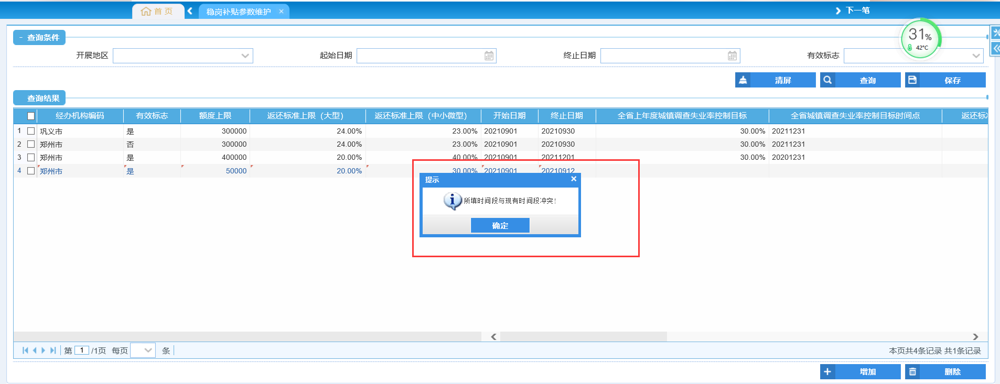 首 页
稳岗补贴参数维护 ×
下一笔
31%
42°C
- 查询条件
开展地区
起始日期
终止日期
有效标志
清屏
查询
保存
查询结果
经办机构编码 有效标志 额度上限 返还标准上限（大型） 返还标准上限（中小微型） 开始日期 终止日期 全省上年度城镇调查失业率控制目标 全省城镇调查失业率控制目标时间点 返还标
1 巩义市 是 300000 24.00% 23.00% 20210901 20210930 30.00% 20211231
2 郑州市 否 300000 24.00% 23.00% 20210901 20210930 30.00% 20211231
3 郑州市 是 400000 20.00% 40.00% 20210901 20211201 30.00% 20201231
4 郑州市 是 50000 20.00% 30.00% 20210901 20210912
提示 ×
所填时间段与现有时间段冲突!
确定
第 1 /1页 每页 条
本页共4条记录 共1条记录
增加
删除